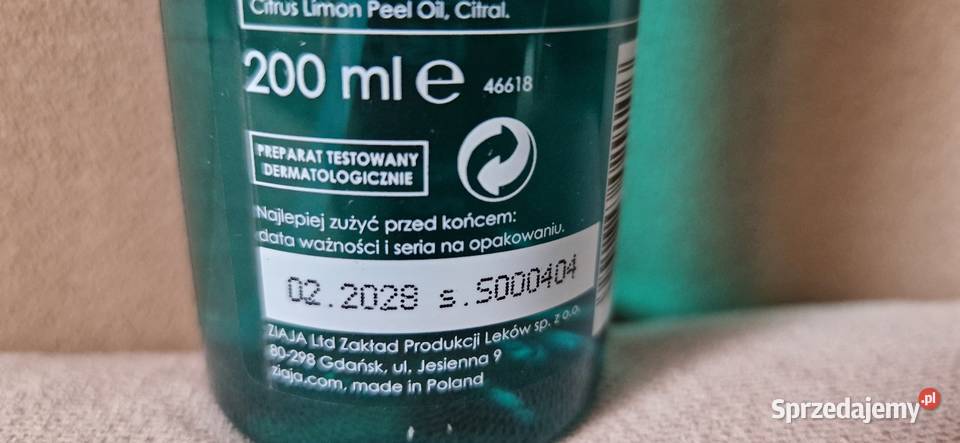 Citrus Limon Peel Oil, Citral.
200 ml e 46618
PREPARAT TESTOWANY
DERMATOLOGICZNIE
Najlepiej zużyć przed końcem:
data ważności i seria na opakowaniu.
02.2028 s.S000404
ZIAJA Ltd Zakład Produkcji Leków sp. z o.o.
80-298 Gdańsk, ul. Jesienna 9
ziaja.com, made in Poland
Sprzedajemy.pl